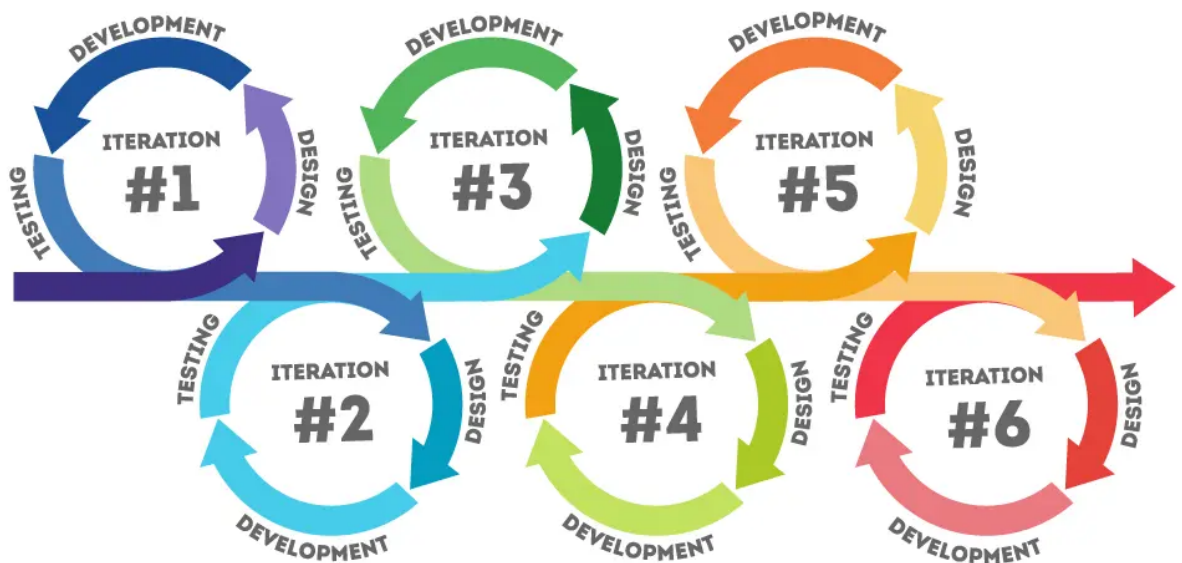 DEVELOPMENT
ITERATION
#1
DESIGN
TESTING
DEVELOPMENT
ITERATION
#3
DESIGN
TESTING
DEVELOPMENT
ITERATION
#5
DESIGN
TESTING
TESTING
ITERATION
#2
DESIGN
DEVELOPMENT
TESTING
ITERATION
#4
DESIGN
DEVELOPMENT
TESTING
ITERATION
#6
DESIGN
DEVELOPMENT